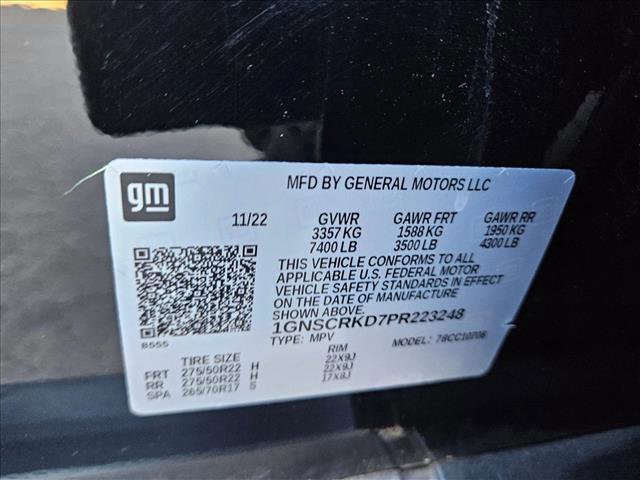 gm
MFD BY GENERAL MOTORS LLC
11/22 GVWR GAWR FRT GAWR RR
3357 KG 1588 KG 1950 KG
7400 LB 3500 LB 4300 LB
THIS VEHICLE CONFORMS TO ALL
APPLICABLE U.S. FEDERAL MOTOR
VEHICLE SAFETY STANDARDS IN EFFECT
ON THE DATE OF MANUFACTURE
SHOWN ABOVE.
1GNSCRKD7PR223248
8555
TYPE: MPV MODEL: 78CC10706
TIRE SIZE RIM
FRT 275/50R22 H 22X9J
RR 275/50R22 H 22X9J
SPA 265/70R17 S 17X8J